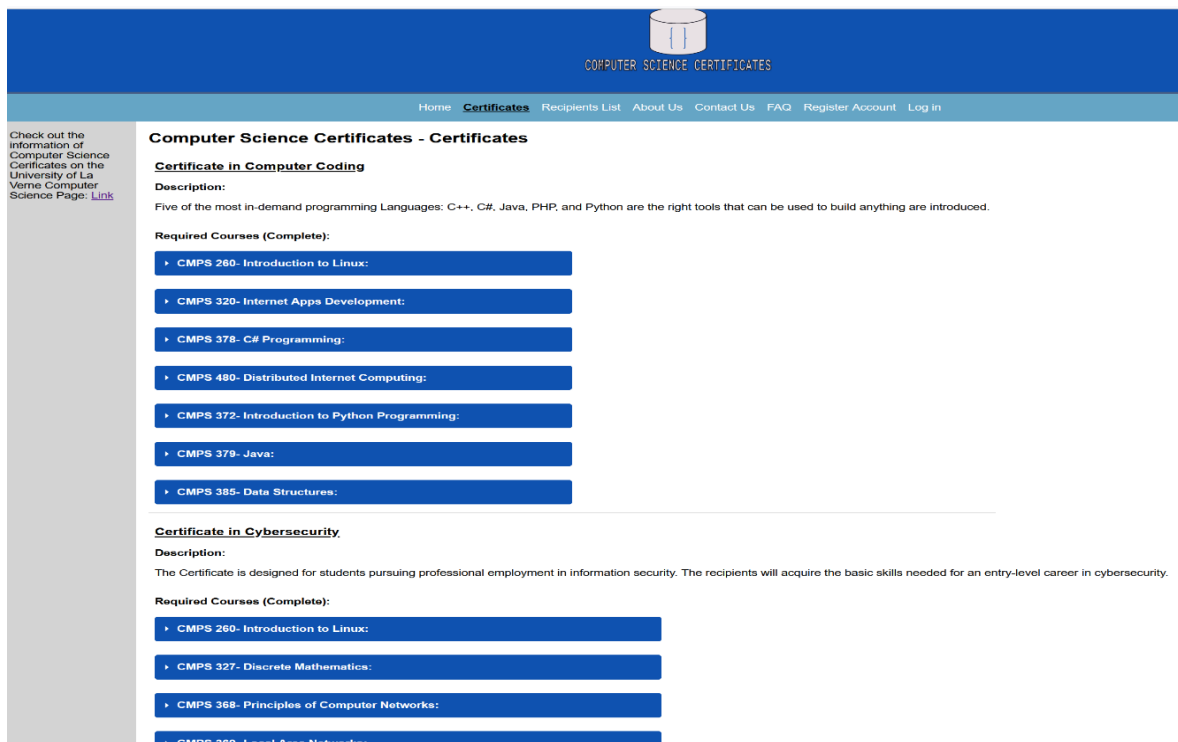 { }
COMPUTER SCIENCE CERTIFICATES
Home Certificates Recipients List About Us Contact Us FAQ Register Account Log in
Check out the
information of
Computer Science
Cerificates on the
University of La
Verne Computer
Science Page: Link
Computer Science Certificates - Certificates
Certificate in Computer Coding
Description:
Five of the most in-demand programming Languages: C++, C#, Java, PHP, and Python are the right tools that can be used to build anything are introduced.
Required Courses (Complete):
CMPS 260- Introduction to Linux:
CMPS 320- Internet Apps Development:
CMPS 378- C# Programming:
CMPS 480- Distributed Internet Computing:
CMPS 372- Introduction to Python Programming:
CMPS 379- Java:
CMPS 385- Data Structures:
Certificate in Cybersecurity
Description:
The Certificate is designed for students pursuing professional employment in information security. The recipients will acquire the basic skills needed for an entry-level career in cybersecurity.
Required Courses (Complete):
CMPS 260- Introduction to Linux:
CMPS 327- Discrete Mathematics:
CMPS 368- Principles of Computer Networks:
CMPS 369- Local Area Networks: